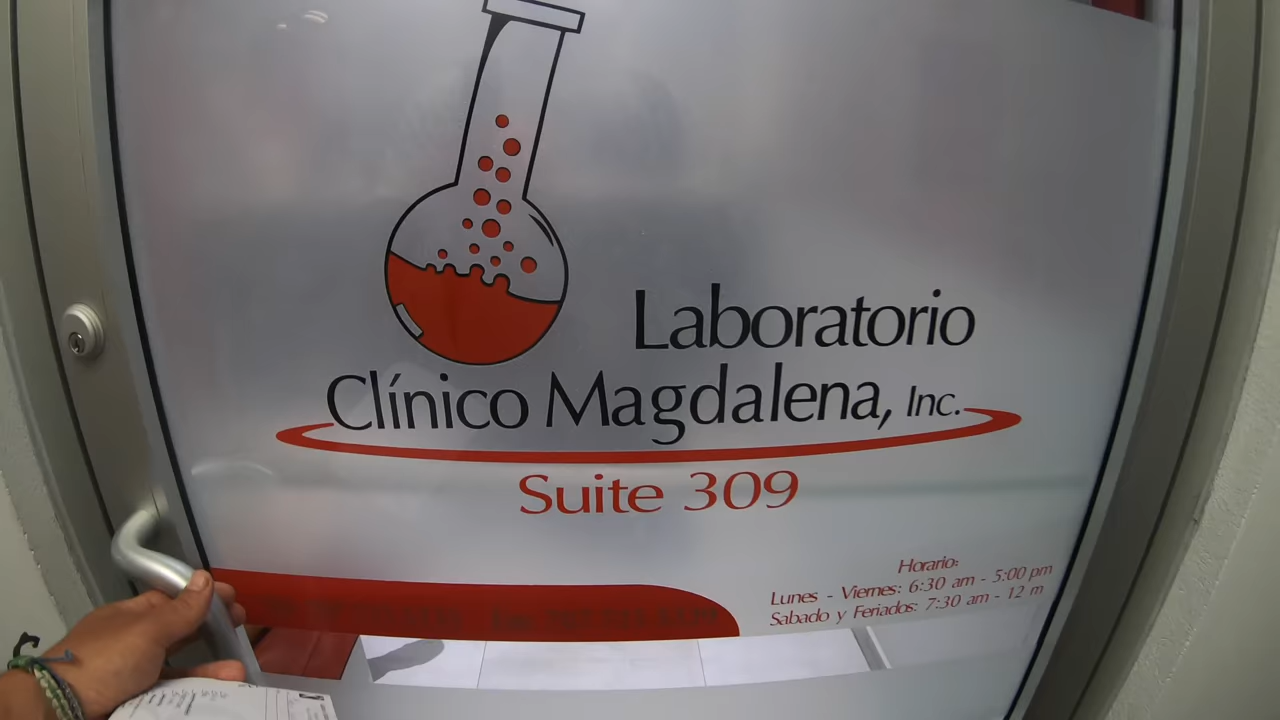 Laboratorio
Clínico Magdalena, Inc.
Suite 309
Horario:
Lunes - Viernes: 6:30 am - 5:00 pm
Sabado y Feriados: 7:30 am - 12 m